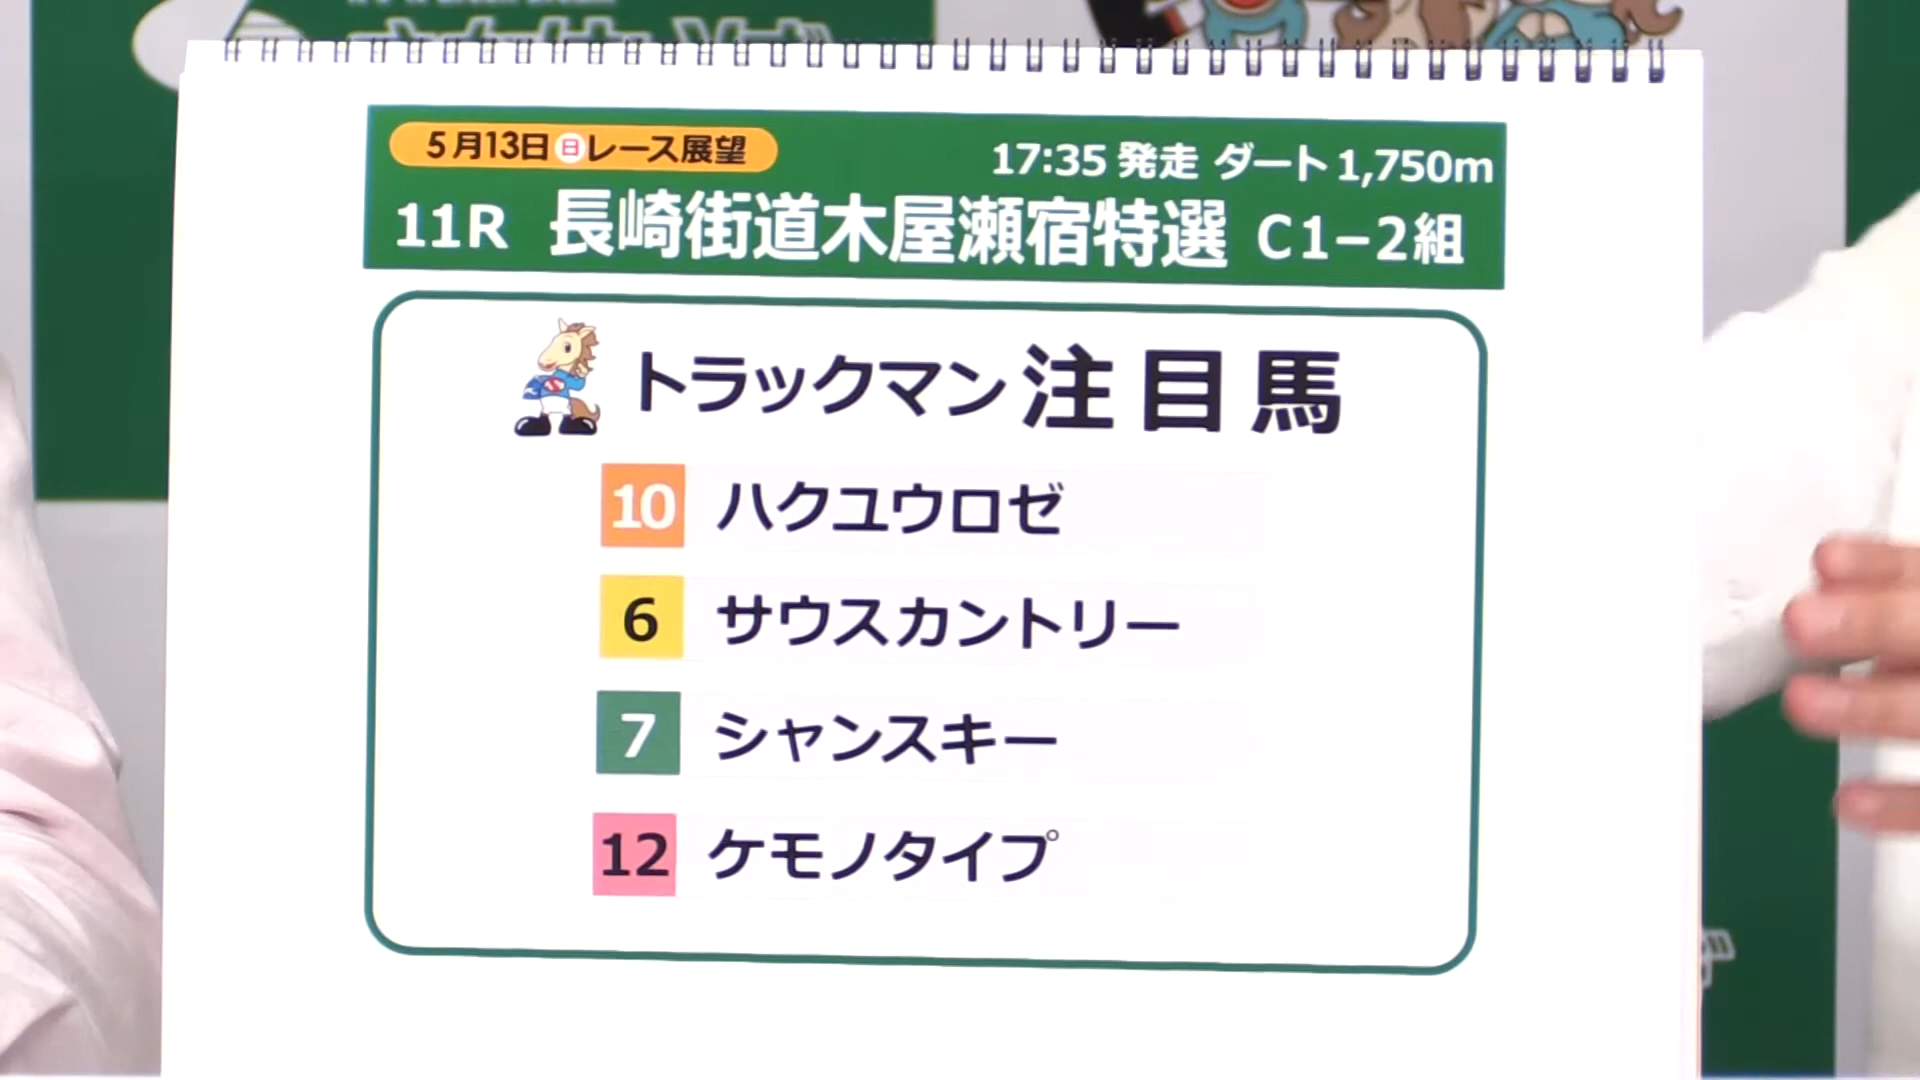 5月13日㊐レース展望
17:35発走 ダート1,750m
11R 長崎街道木屋瀬宿特選 C1-2組
トラックマン注目馬
10 ハクユウロゼ
6 サウスカントリー
7 シャンスキー
12 ケモノタイプ